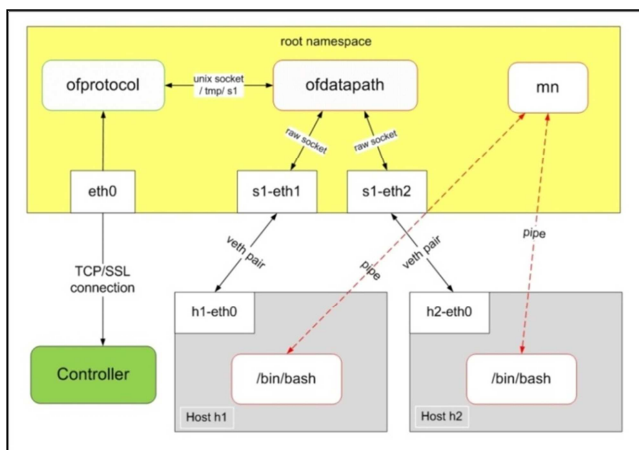 root namespace
ofprotocol
unix socket
/ tmp/ s1
ofdatapath
mn
raw socket
raw socket
eth0
s1-eth1
s1-eth2
veth pair
pipe
veth pair
pipe
TCP/SSL
connection
h1-eth0
h2-eth0
Controller
/bin/bash
/bin/bash
Host h1
Host h2